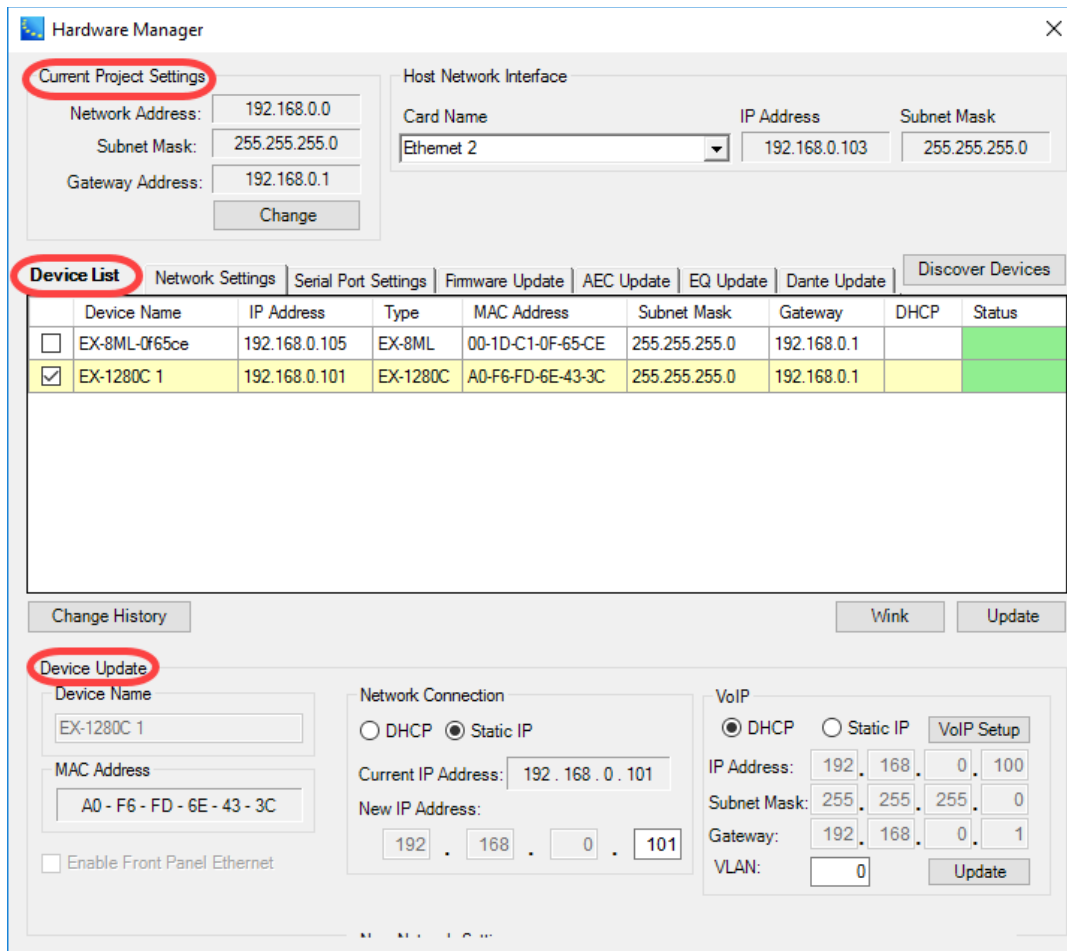 Hardware Manager
Current Project Settings
Network Address: 192.168.0.0
Subnet Mask: 255.255.255.0
Gateway Address: 192.168.0.1
Change
Host Network Interface
Card Name IP Address Subnet Mask
Ethernet 2 192.168.0.103 255.255.255.0
Device List Network Settings Serial Port Settings Firmware Update AEC Update EQ Update Dante Update Discover Devices
Device Name IP Address Type MAC Address Subnet Mask Gateway DHCP Status
EX-8ML-0f65ce 192.168.0.105 EX-8ML 00-1D-C1-0F-65-CE 255.255.255.0 192.168.0.1
EX-1280C 1 192.168.0.101 EX-1280C A0-F6-FD-6E-43-3C 255.255.255.0 192.168.0.1
Change History Wink Update
Device Update
Device Name
EX-1280C 1
MAC Address
A0 - F6 - FD - 6E - 43 - 3C
Enable Front Panel Ethernet
Network Connection
DHCP Static IP
Current IP Address: 192 . 168 . 0 . 101
New IP Address:
192 . 168 . 0 . 101
VoIP
DHCP Static IP VoIP Setup
IP Address: 192 . 168 . 0 . 100
Subnet Mask: 255 . 255 . 255 . 0
Gateway: 192 . 168 . 0 . 1
VLAN: 0 Update